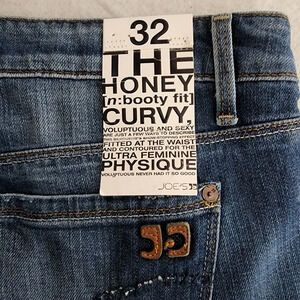 32
THE
HONEY
[n:booty fit]
CURVY,
VOLUPTUOUS AND SEXY
ARE JUST A FEW WAYS TO DESCRIBE
FITTED AT THE WAIST
AND CONTOURED FOR THE
ULTRA FEMININE
PHYSIQUE
VOLUPTUOUS NEVER HAD IT SO GOOD
JOE'S